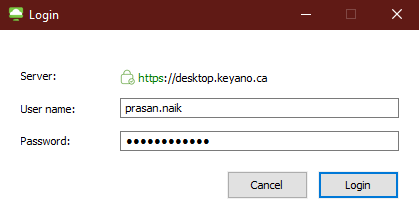 Login
Server: https://desktop.keyano.ca
User name: prasan.naik
Password: ●●●●●●●●●●●●
Cancel Login